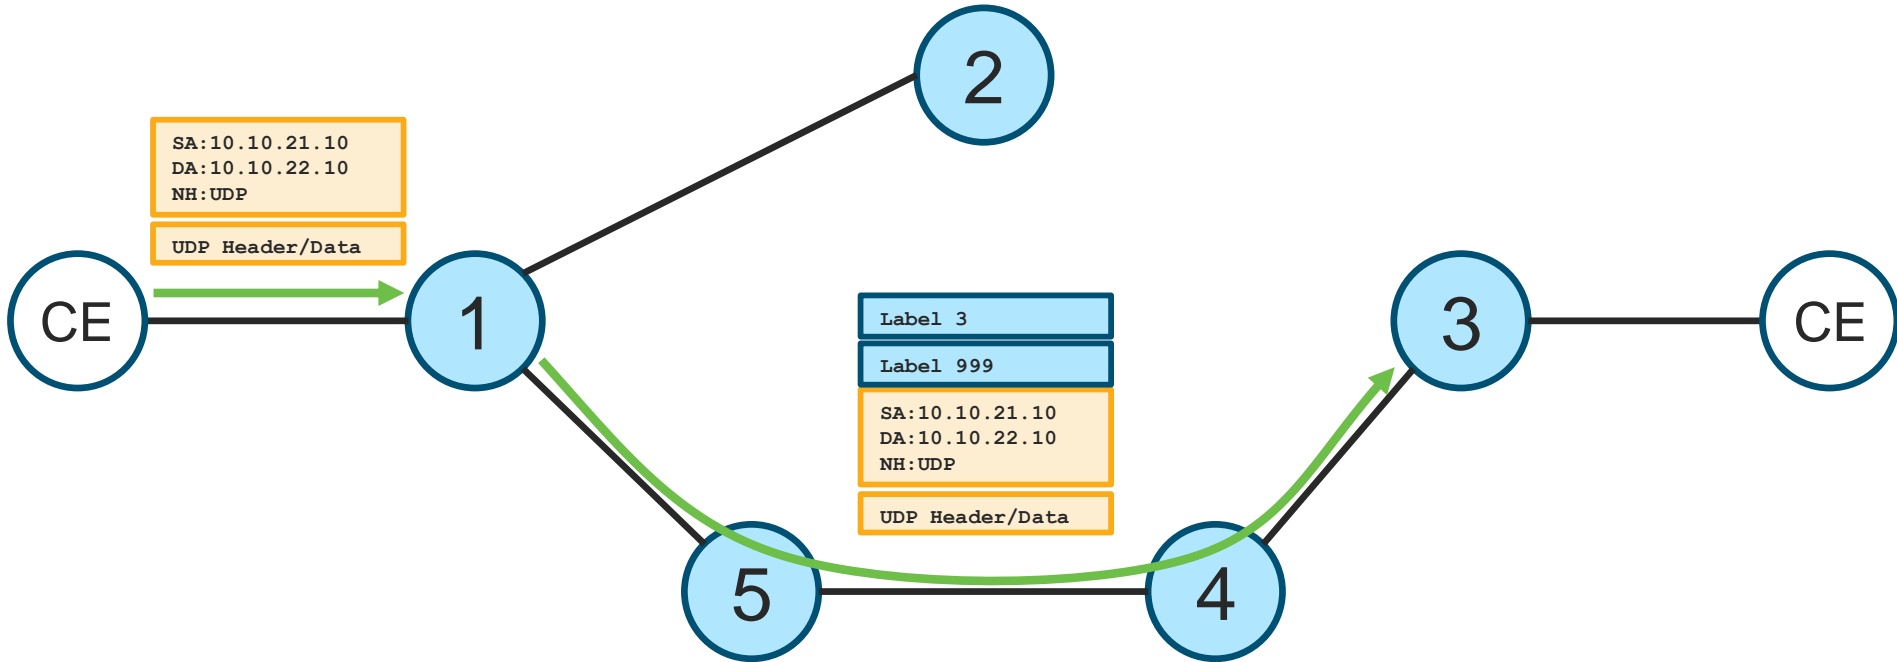 2
SA:10.10.21.10
DA:10.10.22.10
NH:UDP
UDP Header/Data
CE
1
Label 3
Label 999
SA:10.10.21.10
DA:10.10.22.10
NH:UDP
UDP Header/Data
3
CE
5
4